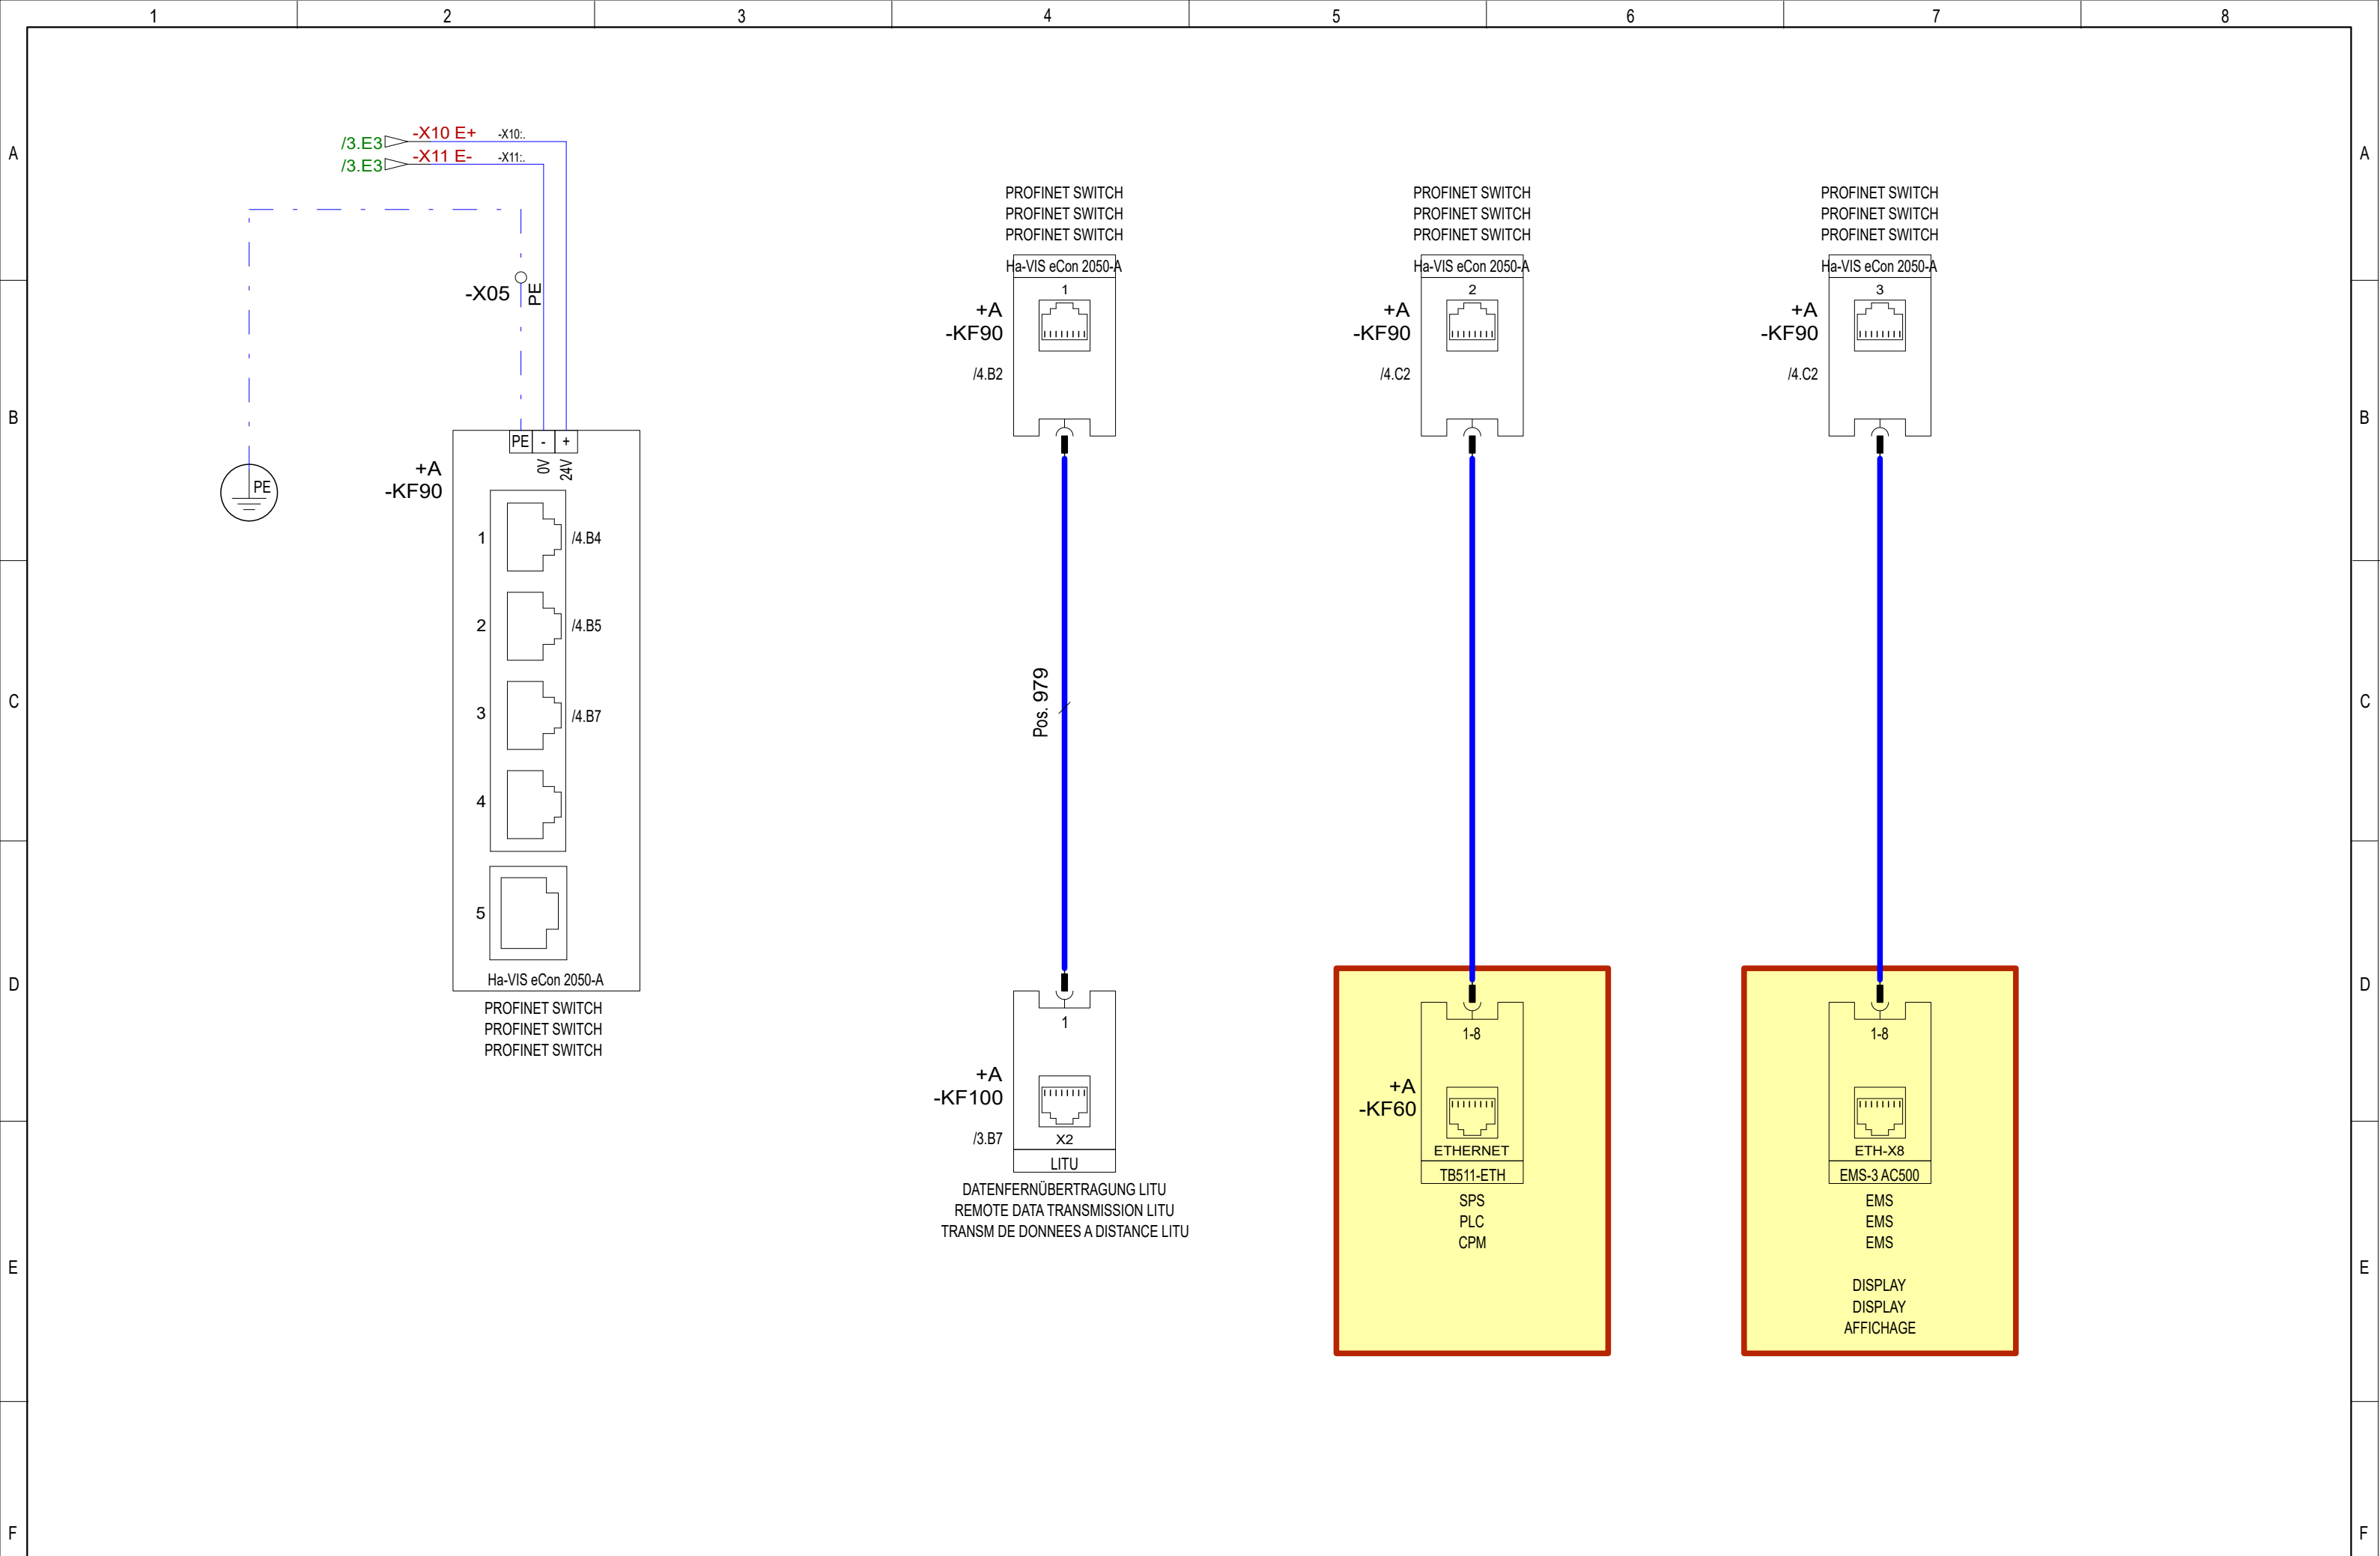 1 2 3 4 5 6 7 8
A A
B B
C C
D D
E E
F F
/3.E3 -X10 E+ -X10:.
/3.E3 -X11 E- -X11:.
-X05 PE
PE
PE - +
0V 24V
+A
-KF90
1 /4.B4
2 /4.B5
3 /4.B7
4
5
Ha-VIS eCon 2050-A
PROFINET SWITCH
PROFINET SWITCH
PROFINET SWITCH
PROFINET SWITCH
PROFINET SWITCH
PROFINET SWITCH
Ha-VIS eCon 2050-A
1
+A
-KF90
/4.B2
Pos. 979
1
+A
-KF100
/3.B7
X2
LITU
DATENFERNÜBERTRAGUNG LITU
REMOTE DATA TRANSMISSION LITU
TRANSM DE DONNEES A DISTANCE LITU
PROFINET SWITCH
PROFINET SWITCH
PROFINET SWITCH
Ha-VIS eCon 2050-A
2
+A
-KF90
/4.C2
1-8
+A
-KF60
ETHERNET
TB511-ETH
SPS
PLC
CPM
PROFINET SWITCH
PROFINET SWITCH
PROFINET SWITCH
Ha-VIS eCon 2050-A
3
+A
-KF90
/4.C2
1-8
ETH-X8
EMS-3 AC500
EMS
EMS
EMS
DISPLAY
DISPLAY
AFFICHAGE